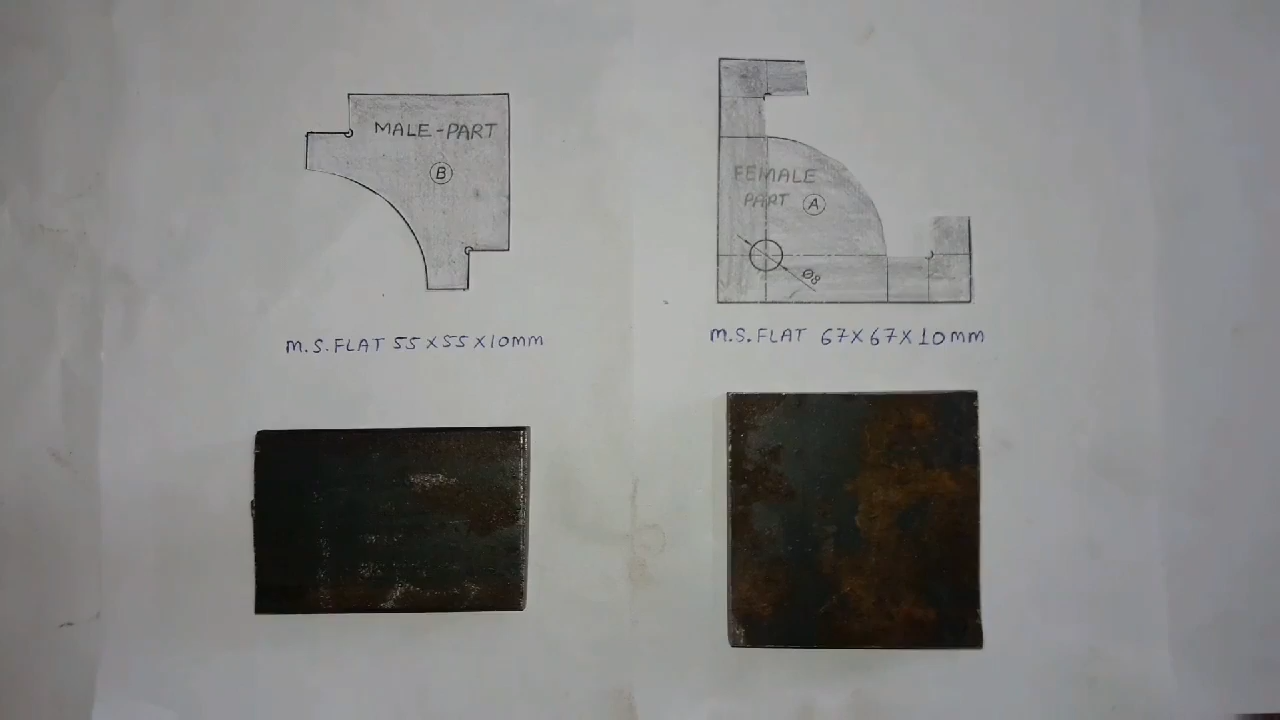 MALE-PART
B
M.S.FLAT 55X55X10MM
FEMALE
PART A
Ø8
M.S.FLAT 67X67X10MM